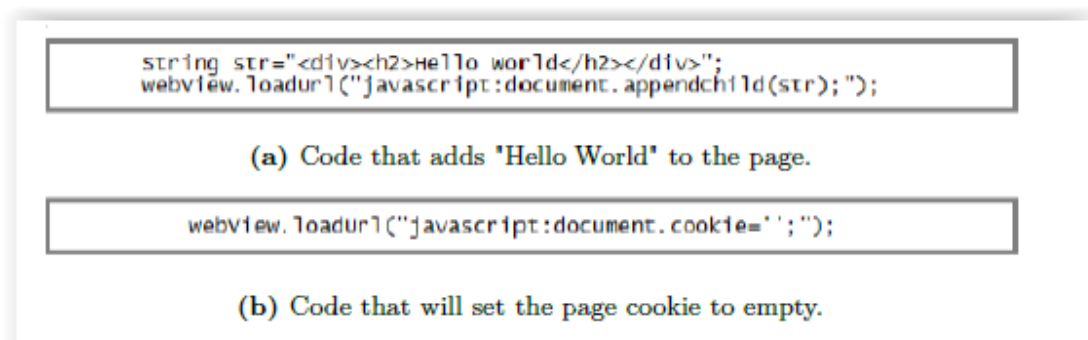 string str="<div><h2>Hello world</h2></div>";
webview.loadurl("javascript:document.appendchild(str);");
(a) Code that adds "Hello World" to the page.
webview.loadurl("javascript:document.cookie='';");
(b) Code that will set the page cookie to empty.